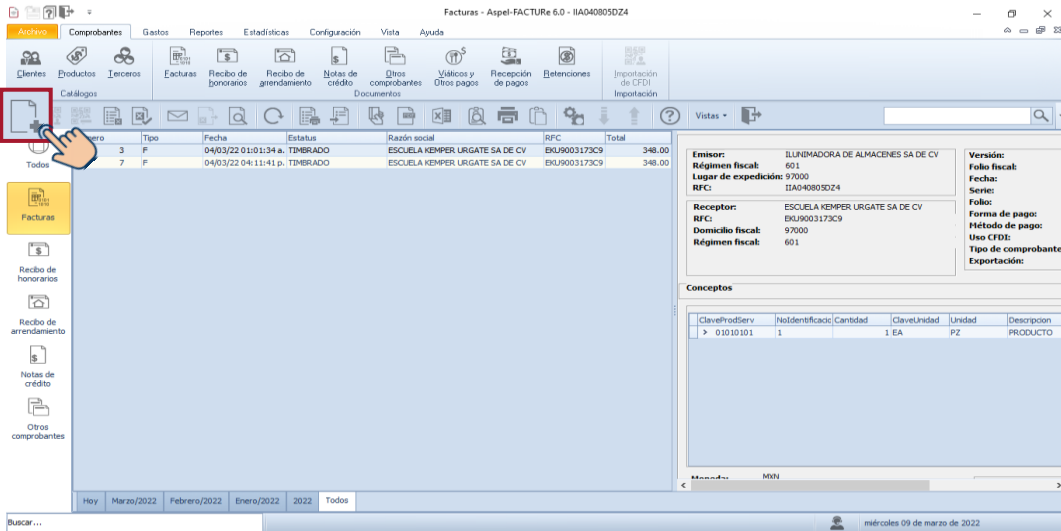 Facturas - Aspel-FACTURe 6.0 - IIA040805DZ4
Archivo Comprobantes Gastos Reportes Estadísticas Configuración Vista Ayuda
Clientes Productos Terceros Facturas Recibo de honorarios Recibo de arrendamiento Notas de crédito Otros comprobantes Viáticos y Otros pagos Recepción de pagos Retenciones Importación de CFDI
Catálogos Documentos Importación
Vistas
Todos
Facturas
Recibo de
honorarios
Recibo de
arrendamiento
Notas de
crédito
Otros
comprobantes
Tipo Fecha Estatus Razón social RFC Total
3 F 04/03/22 01:01:34 a. TIMBRADO ESCUELA KEMPER URGATE SA DE CV EKU9003173C9 348.00
7 F 04/03/22 04:11:41 p. TIMBRADO ESCUELA KEMPER URGATE SA DE CV EKU9003173C9 348.00
Emisor: ILUNIMADORA DE ALMACENES SA DE CV
Régimen fiscal: 601
Lugar de expedición: 97000
RFC: IIA040805DZ4
Receptor: ESCUELA KEMPER URGATE SA DE CV
RFC: EKU9003173C9
Domicilio fiscal: 97000
Régimen fiscal: 601
Versión:
Folio fiscal:
Fecha:
Serie:
Folio:
Forma de pago:
Método de pago:
Uso CFDI:
Tipo de comprobante
Exportación:
Conceptos
ClaveProdServ NoIdentificacic Cantidad ClaveUnidad Unidad Descripcion
> 01010101 1 1 EA PZ PRODUCTO
Moneda: MXN
Hoy Marzo/2022 Febrero/2022 Enero/2022 2022 Todos
Buscar... miércoles 09 de marzo de 2022